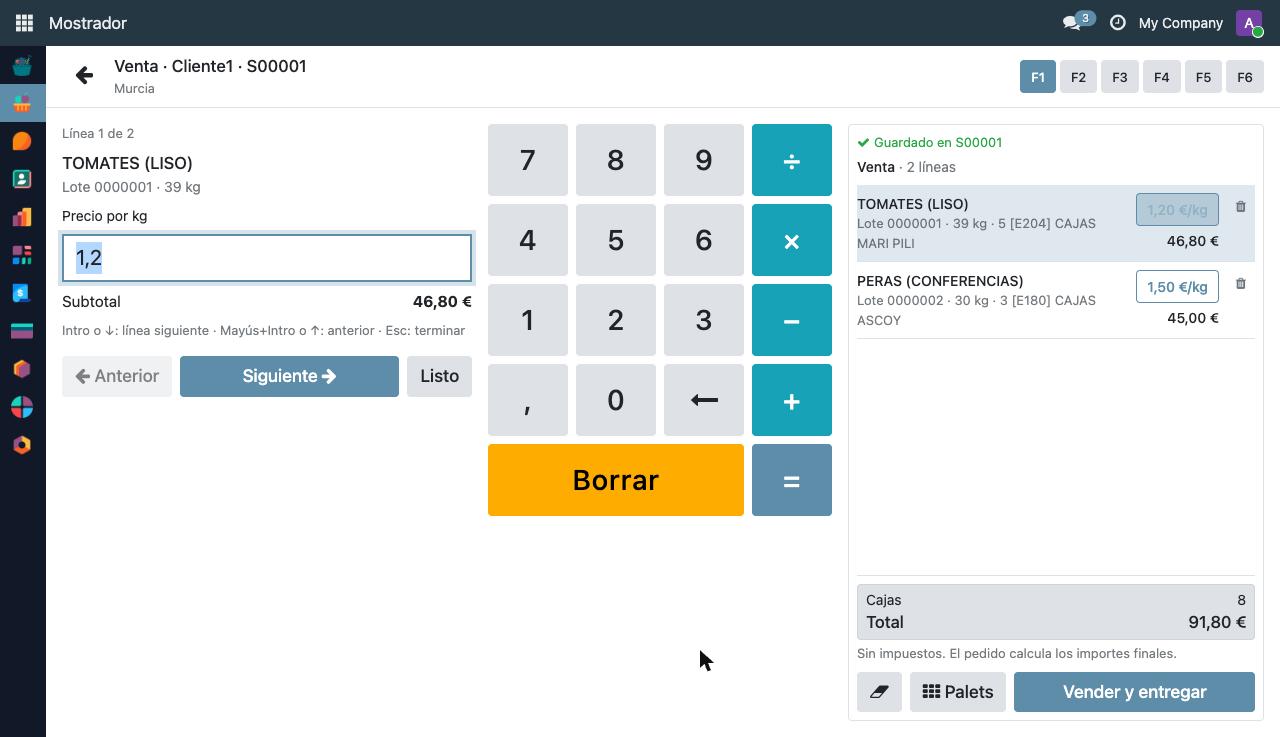 Mostrador
3
My Company
A
Venta · Cliente1 · S00001
Murcia
F1 F2 F3 F4 F5 F6
Línea 1 de 2
TOMATES (LISO)
Lote 0000001 · 39 kg
Precio por kg
1,2
Subtotal 46,80 €
Intro o ↓: línea siguiente · Mayús+Intro o ↑: anterior · Esc: terminar
Anterior
Siguiente
Listo
7 8 9 ÷
4 5 6 ×
1 2 3 −
, 0 +
Borrar =
Guardado en S00001
Venta · 2 líneas
TOMATES (LISO) 1,20 €/kg
Lote 0000001 · 39 kg · 5 [E204] CAJAS
MARI PILI 46,80 €
PERAS (CONFERENCIAS) 1,50 €/kg
Lote 0000002 · 30 kg · 3 [E180] CAJAS
ASCOY 45,00 €
Cajas 8
Total 91,80 €
Sin impuestos. El pedido calcula los importes finales.
Palets
Vender y entregar